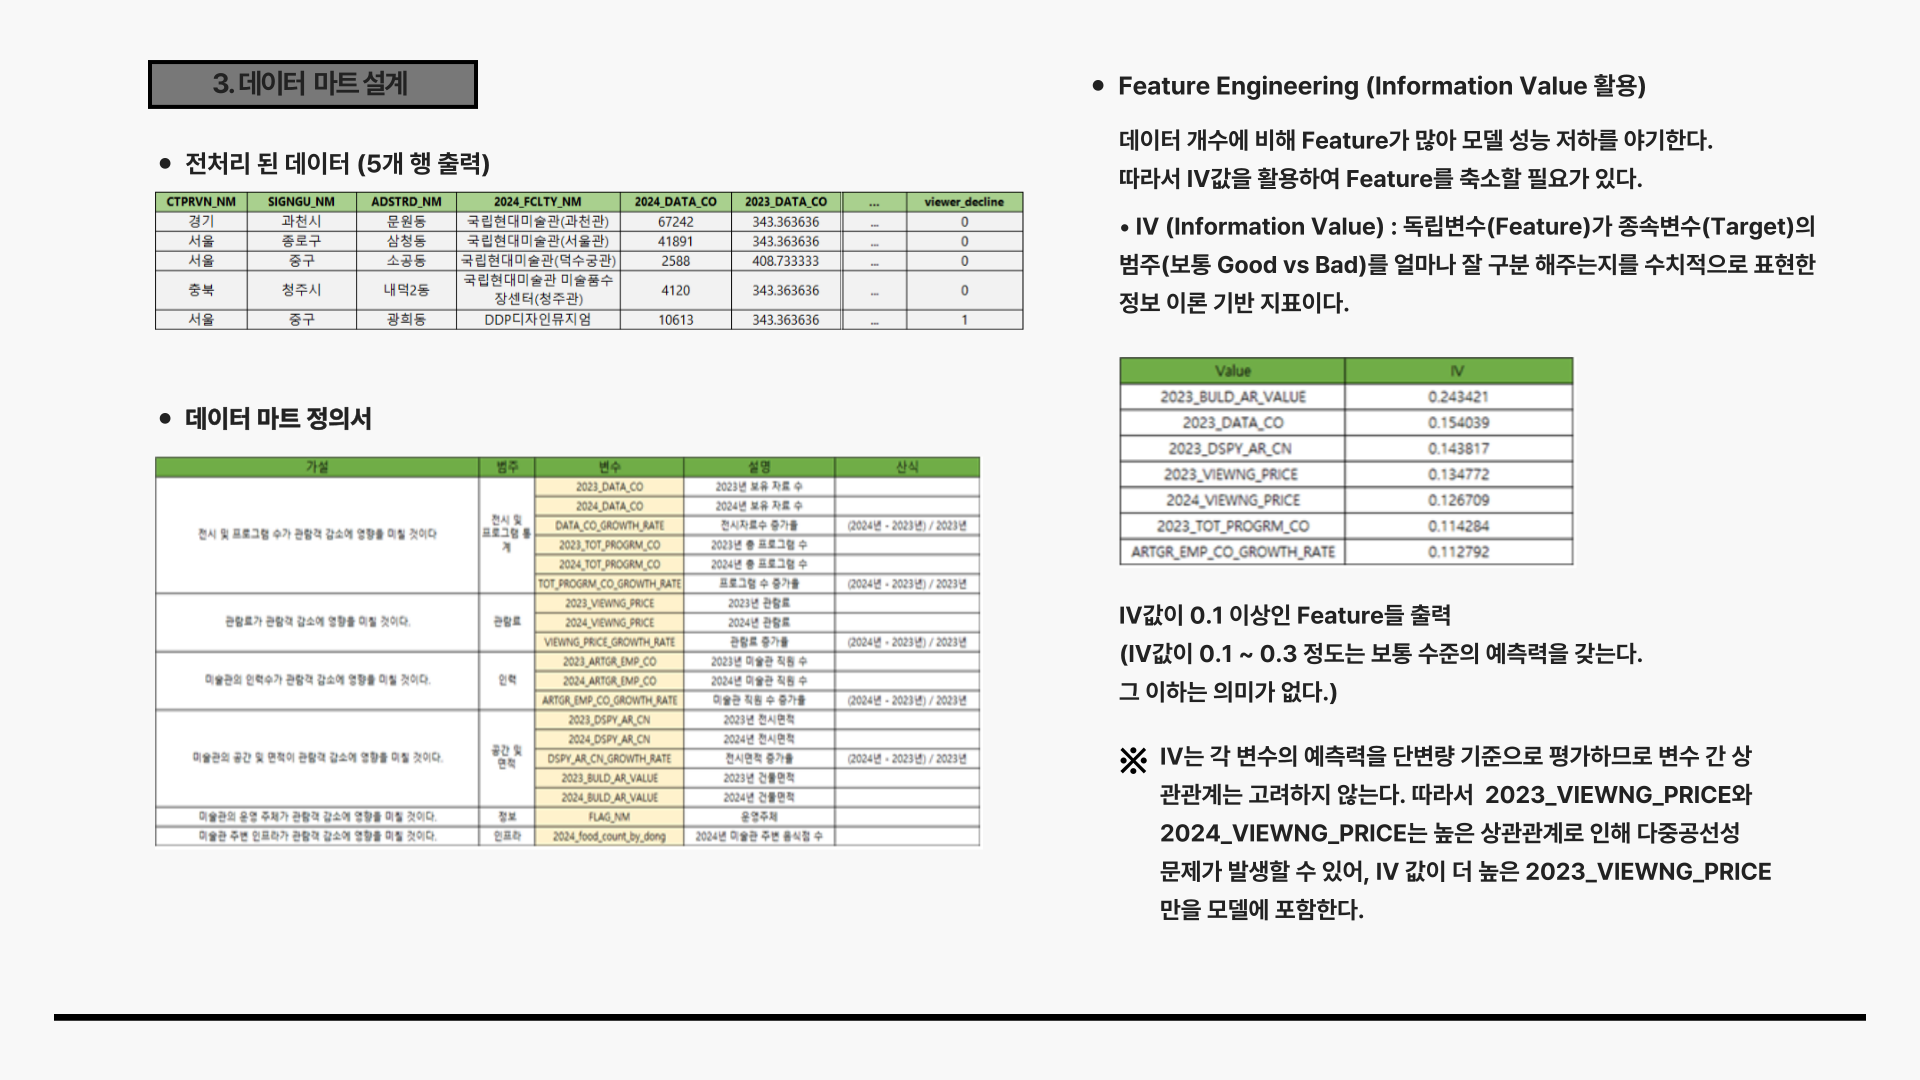 3. 데이터 마트 설계
• 전처리 된 데이터 (5개 행 출력)
CTPRVN_NM SIGNGU_NM ADSTRD_NM 2024_FCLTY_NM 2024_DATA_CO 2023_DATA_CO ... viewer_decline
경기 과천시 문원동 국립현대미술관(과천관) 67242 343.363636 ... 0
서울 종로구 삼청동 국립현대미술관(서울관) 41891 343.363636 ... 0
서울 중구 소공동 국립현대미술관(덕수궁관) 2588 408.733333 ... 0
충북 청주시 내덕2동 국립현대미술관 미술품수장센터(청주관) 4120 343.363636 ... 0
서울 중구 광희동 DDP디자인뮤지엄 10613 343.363636 ... 1
• 데이터 마트 정의서
가설 범주 변수 설명 산식
전시 및 프로그램 수가 관람객 감소에 영향을 미칠 것이다 전시 및 프로그램 통계
2023_DATA_CO 2023년 보유 자료 수
2024_DATA_CO 2024년 보유 자료 수
DATA_CO_GROWTH_RATE 전시자료수 증가율 (2024년 - 2023년) / 2023년
2023_TOT_PROGRM_CO 2023년 총 프로그램 수
2024_TOT_PROGRM_CO 2024년 총 프로그램 수
TOT_PROGRM_CO_GROWTH_RATE 프로그램 수 증가율 (2024년 - 2023년) / 2023년
관람료가 관람객 감소에 영향을 미칠 것이다. 관람료
2023_VIEWNG_PRICE 2023년 관람료
2024_VIEWNG_PRICE 2024년 관람료
VIEWNG_PRICE_GROWTH_RATE 관람료 증가율 (2024년 - 2023년) / 2023년
미술관의 인력수가 관람객 감소에 영향을 미칠 것이다. 인력
2023_ARTGR_EMP_CO 2023년 미술관 직원 수
2024_ARTGR_EMP_CO 2024년 미술관 직원 수
ARTGR_EMP_CO_GROWTH_RATE 미술관 직원 수 증가율 (2024년 - 2023년) / 2023년
미술관의 공간 및 면적이 관람객 감소에 영향을 미칠 것이다. 공간 및 면적
2023_DSPY_AR_CN 2023년 전시면적
2024_DSPY_AR_CN 2024년 전시면적
DSPY_AR_CN_GROWTH_RATE 전시면적 증가율 (2024년 - 2023년) / 2023년
2023_BULD_AR_VALUE 2023년 건물면적
2024_BULD_AR_VALUE 2024년 건물면적
미술관의 운영 주체가 관람객 감소에 영향을 미칠 것이다. 정보 FLAG_NM 운영주체
미술관 주변 인프라가 관람객 감소에 영향을 미칠 것이다. 인프라 2024_food_count_by_dong 2024년 미술관 주변 음식점 수
• Feature Engineering (Information Value 활용)
데이터 개수에 비해 Feature가 많아 모델 성능 저하를 야기한다.
따라서 IV값을 활용하여 Feature를 축소할 필요가 있다.
• IV (Information Value) : 독립변수(Feature)가 종속변수(Target)의
범주(보통 Good vs Bad)를 얼마나 잘 구분 해주는지를 수치적으로 표현한
정보 이론 기반 지표이다.
Value IV
2023_BULD_AR_VALUE 0.243421
2023_DATA_CO 0.154039
2023_DSPY_AR_CN 0.143817
2023_VIEWNG_PRICE 0.134772
2024_VIEWNG_PRICE 0.126709
2023_TOT_PROGRM_CO 0.114284
ARTGR_EMP_CO_GROWTH_RATE 0.112792
IV값이 0.1 이상인 Feature들 출력
(IV값이 0.1 ~ 0.3 정도는 보통 수준의 예측력을 갖는다.
그 이하는 의미가 없다.)
※ IV는 각 변수의 예측력을 단변량 기준으로 평가하므로 변수 간 상
관관계는 고려하지 않는다. 따라서 2023_VIEWNG_PRICE와
2024_VIEWNG_PRICE는 높은 상관관계로 인해 다중공선성
문제가 발생할 수 있어, IV 값이 더 높은 2023_VIEWNG_PRICE
만을 모델에 포함한다.